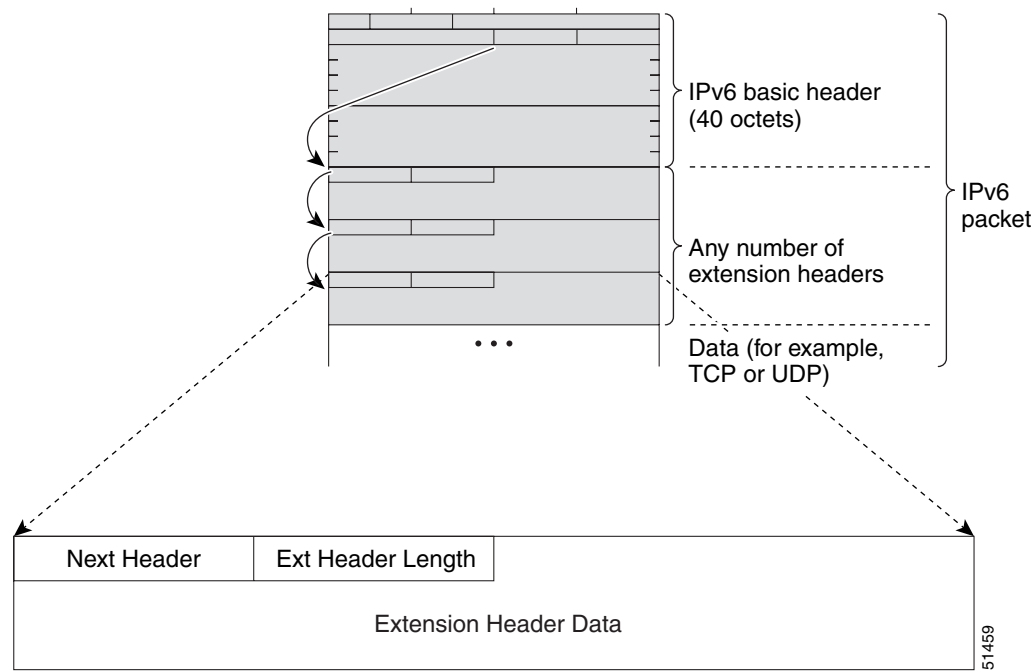 IPv6 basic header
(40 octets)
IPv6
packet
Any number of
extension headers
Data (for example,
TCP or UDP)
Next Header
Ext Header Length
Extension Header Data
51459